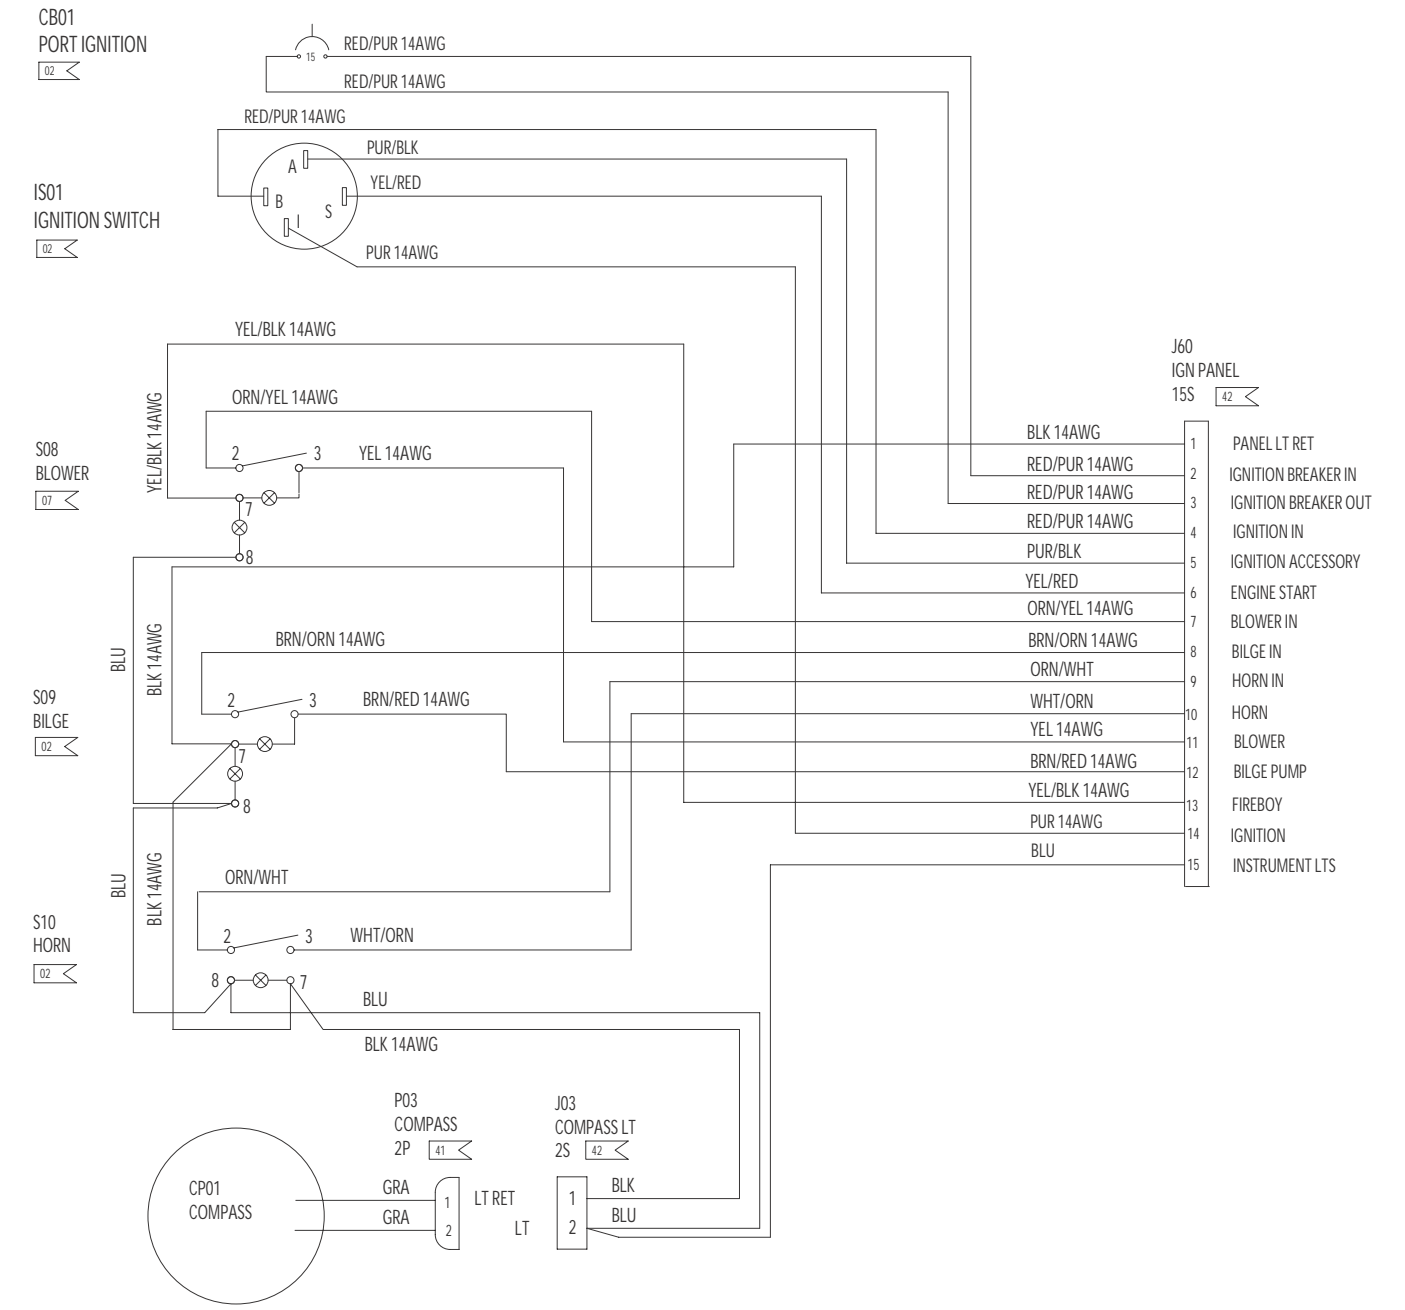 CB01
PORT IGNITION
02
15
RED/PUR 14AWG
RED/PUR 14AWG
RED/PUR 14AWG
IS01
IGNITION SWITCH
02
A
B
S
I
PUR/BLK
YEL/RED
PUR 14AWG
YEL/BLK 14AWG
YEL/BLK 14AWG
ORN/YEL 14AWG
S08
BLOWER
07
2
3
YEL 14AWG
7
8
BLU
BLK 14AWG
BRN/ORN 14AWG
S09
BILGE
02
2
3
BRN/RED 14AWG
7
8
BLU
BLK 14AWG
ORN/WHT
S10
HORN
02
2
3
WHT/ORN
8
7
BLU
BLK 14AWG
J60
IGN PANEL
15S
42
BLK 14AWG 1 PANEL LT RET
RED/PUR 14AWG 2 IGNITION BREAKER IN
RED/PUR 14AWG 3 IGNITION BREAKER OUT
RED/PUR 14AWG 4 IGNITION IN
PUR/BLK 5 IGNITION ACCESSORY
YEL/RED 6 ENGINE START
ORN/YEL 14AWG 7 BLOWER IN
BRN/ORN 14AWG 8 BILGE IN
ORN/WHT 9 HORN IN
WHT/ORN 10 HORN
YEL 14AWG 11 BLOWER
BRN/RED 14AWG 12 BILGE PUMP
YEL/BLK 14AWG 13 FIREBOY
PUR 14AWG 14 IGNITION
BLU 15 INSTRUMENT LTS
P03
COMPASS
2P
41
J03
COMPASS LT
2S
42
CP01
COMPASS
GRA 1 LT RET
GRA 2 LT
1 BLK
2 BLU